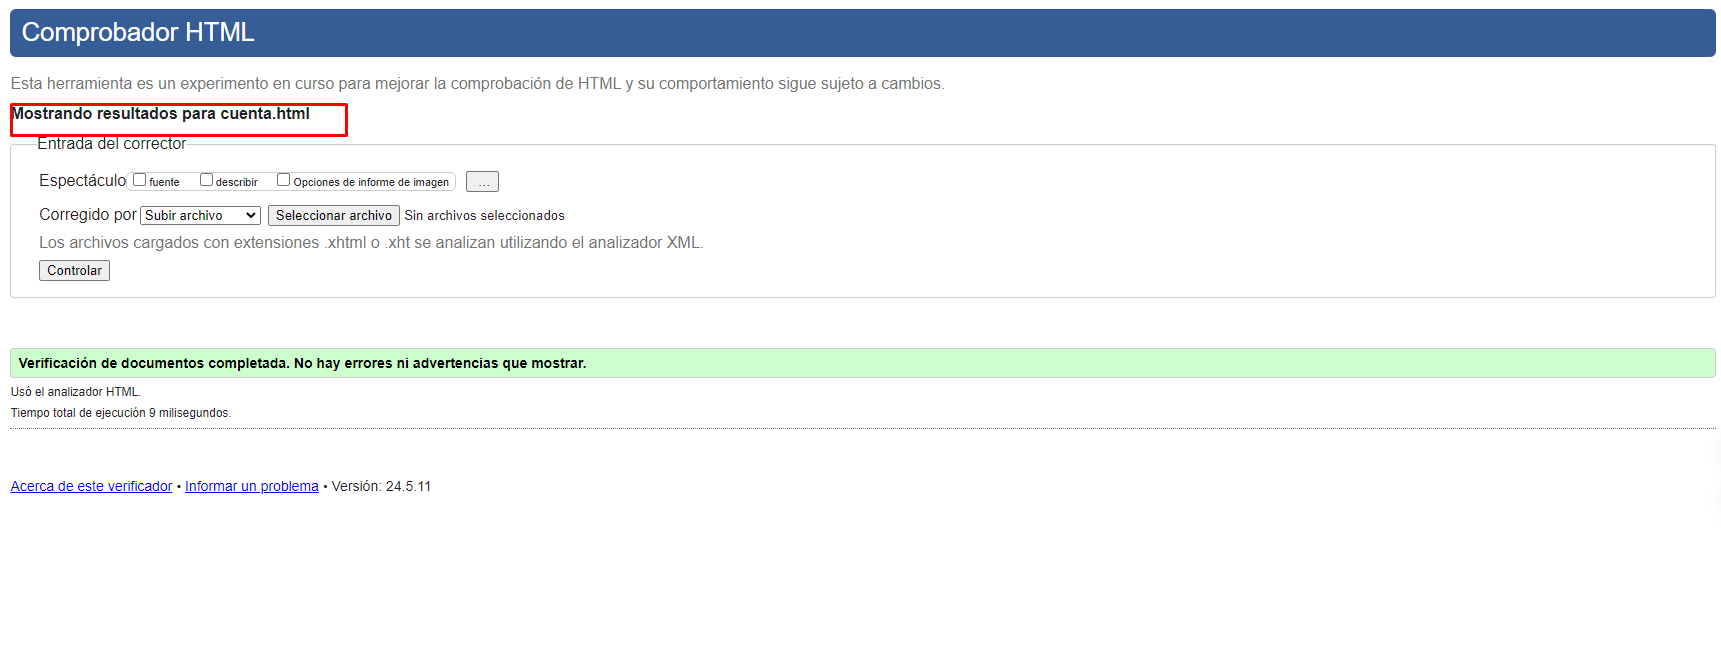 Comprobador HTML
Esta herramienta es un experimento en curso para mejorar la comprobación de HTML y su comportamiento sigue sujeto a cambios.
Mostrando resultados para cuenta.html
Entrada del corrector
Espectáculo fuente describir Opciones de informe de imagen ...
Corregido por Subir archivo Seleccionar archivo Sin archivos seleccionados
Los archivos cargados con extensiones .xhtml o .xht se analizan utilizando el analizador XML.
Controlar
Verificación de documentos completada. No hay errores ni advertencias que mostrar.
Usó el analizador HTML.
Tiempo total de ejecución 9 milisegundos.
Acerca de este verificador • Informar un problema • Versión: 24.5.11